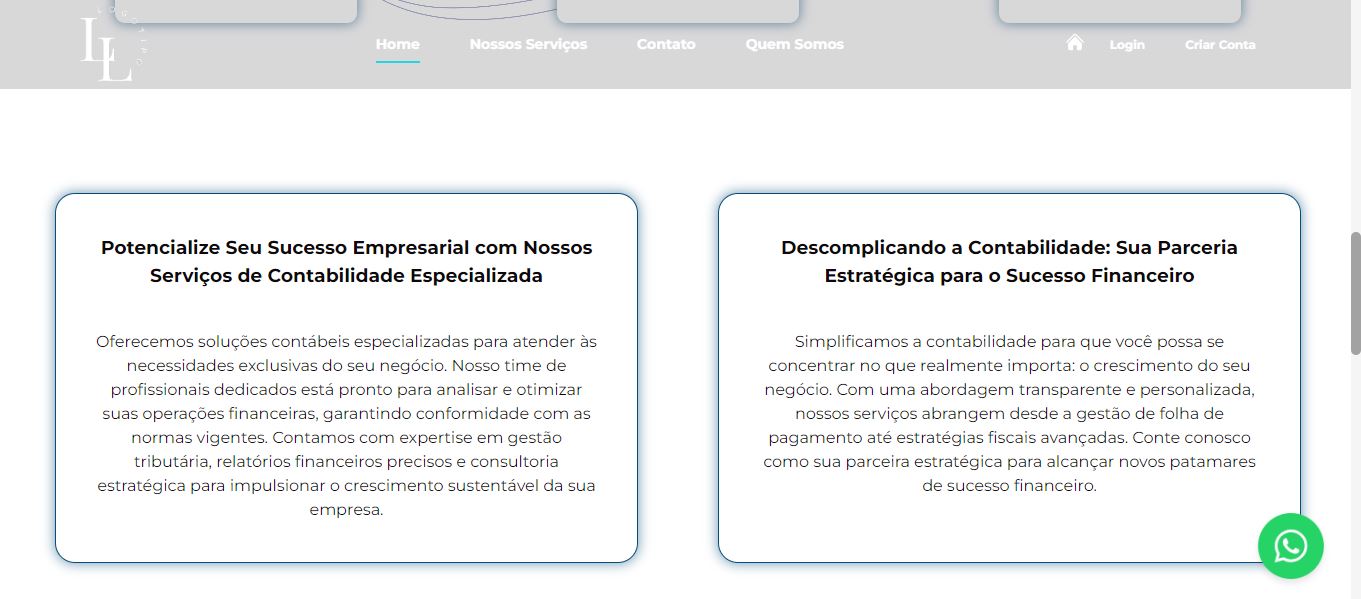 LOGOTIPO
LL
Home
Nossos Serviços
Contato
Quem Somos
Login
Criar Conta
Potencialize Seu Sucesso Empresarial com Nossos
Serviços de Contabilidade Especializada
Oferecemos soluções contábeis especializadas para atender às
necessidades exclusivas do seu negócio. Nosso time de
profissionais dedicados está pronto para analisar e otimizar
suas operações financeiras, garantindo conformidade com as
normas vigentes. Contamos com expertise em gestão
tributária, relatórios financeiros precisos e consultoria
estratégica para impulsionar o crescimento sustentável da sua
empresa.
Descomplicando a Contabilidade: Sua Parceria
Estratégica para o Sucesso Financeiro
Simplificamos a contabilidade para que você possa se
concentrar no que realmente importa: o crescimento do seu
negócio. Com uma abordagem transparente e personalizada,
nossos serviços abrangem desde a gestão de folha de
pagamento até estratégias fiscais avançadas. Conte conosco
como sua parceira estratégica para alcançar novos patamares
de sucesso financeiro.